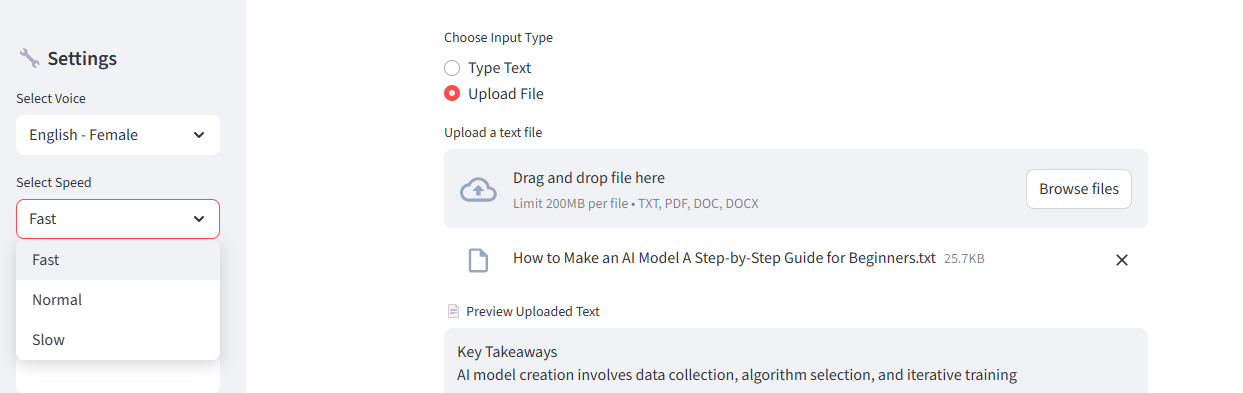 Settings
Select Voice
English - Female
Select Speed
Fast
Fast
Normal
Slow
Choose Input Type
Type Text
Upload File
Upload a text file
Drag and drop file here
Limit 200MB per file • TXT, PDF, DOC, DOCX
Browse files
How to Make an AI Model A Step-by-Step Guide for Beginners.txt 25.7KB
Preview Uploaded Text
Key Takeaways
AI model creation involves data collection, algorithm selection, and iterative training